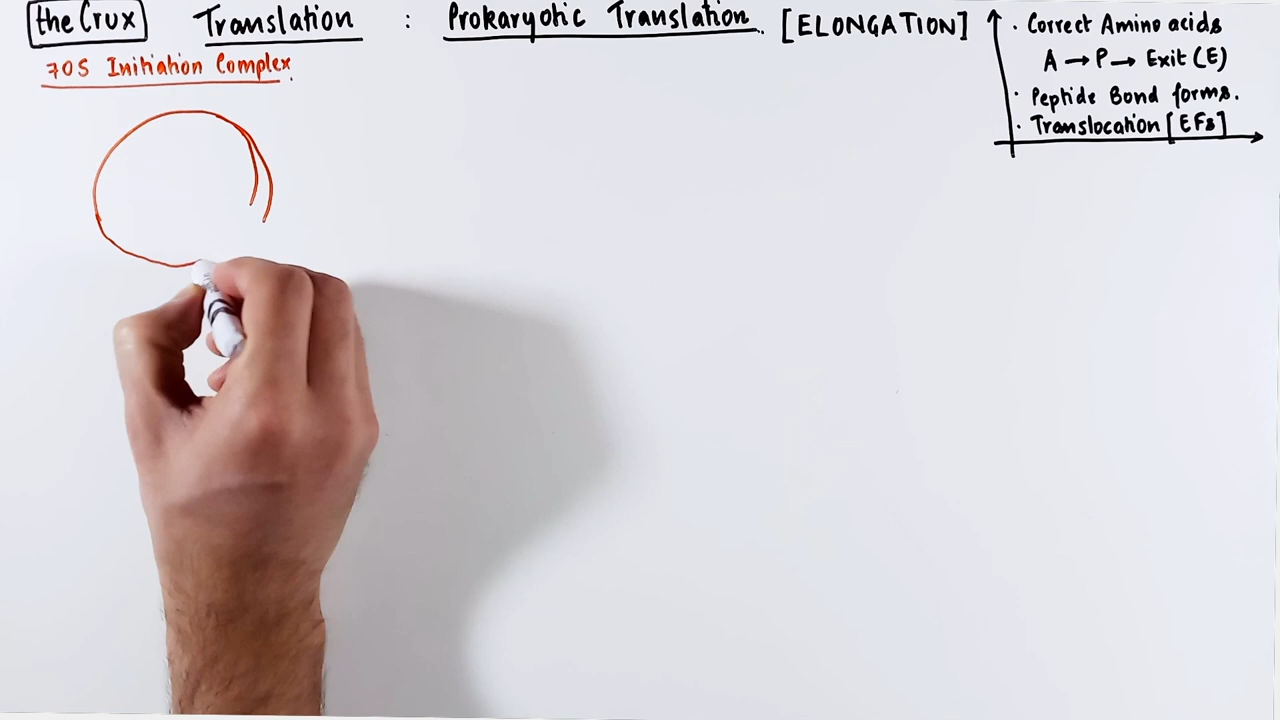 the Crux Translation : Prokaryotic Translation. [ELONGATION]
70S Initiation Complex.
· Correct Amino acids
A → P → Exit (E)
· Peptide Bond forms.
· Translocation [EFs]